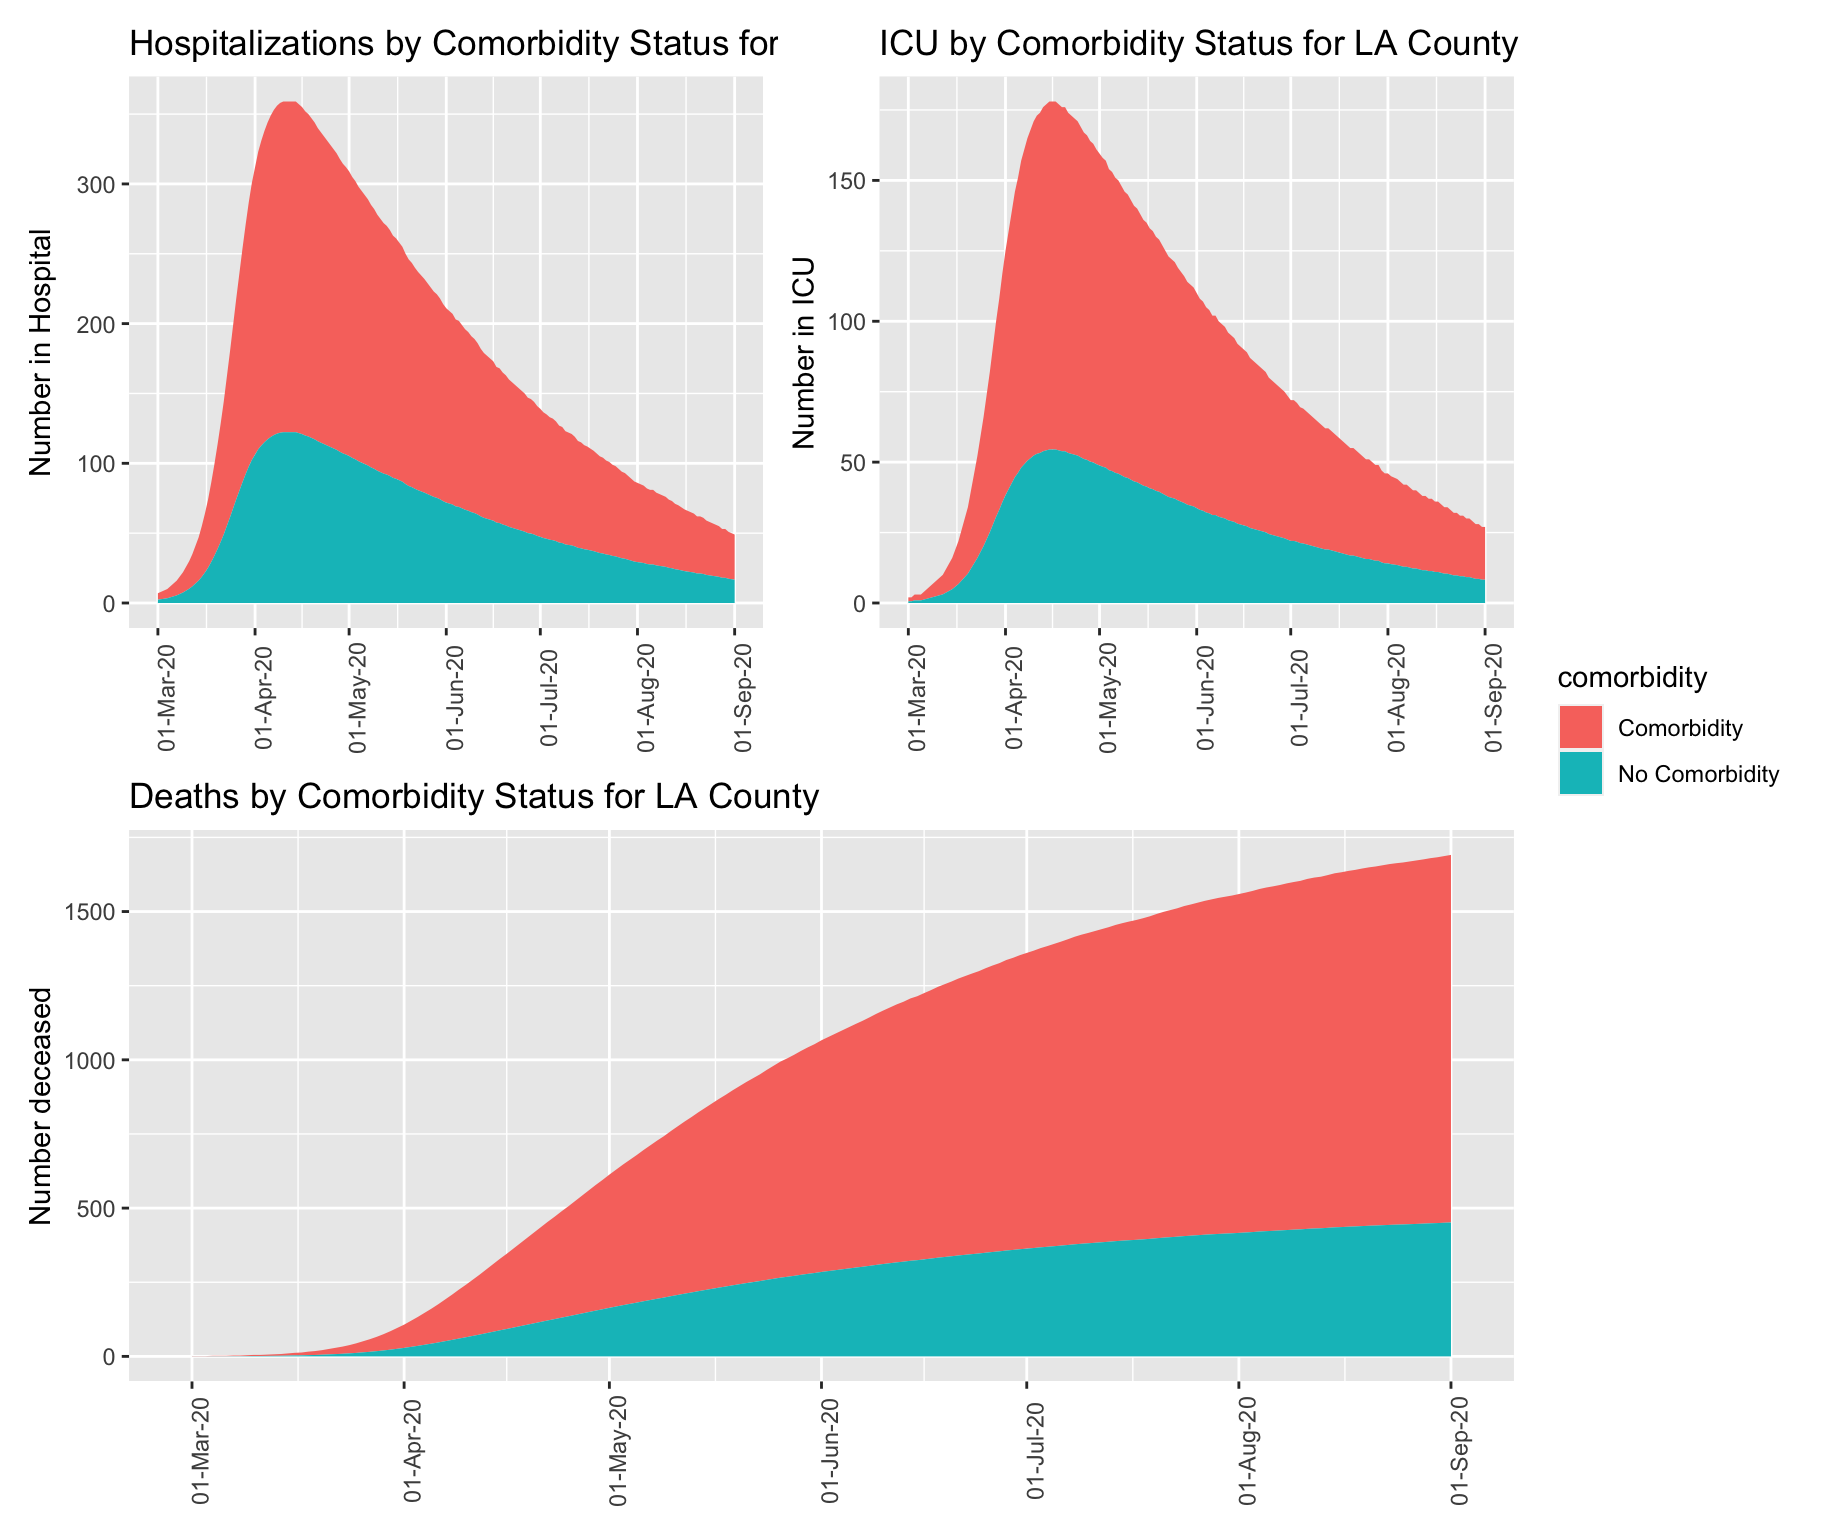 Hospitalizations by Comorbidity Status for
Number in Hospital
300
200
100
0
01-Mar-20
01-Apr-20
01-May-20
01-Jun-20
01-Jul-20
01-Aug-20
01-Sep-20
ICU by Comorbidity Status for LA County
Number in ICU
150
100
50
0
01-Mar-20
01-Apr-20
01-May-20
01-Jun-20
01-Jul-20
01-Aug-20
01-Sep-20
comorbidity
Comorbidity
No Comorbidity
Deaths by Comorbidity Status for LA County
Number deceased
1500
1000
500
0
01-Mar-20
01-Apr-20
01-May-20
01-Jun-20
01-Jul-20
01-Aug-20
01-Sep-20